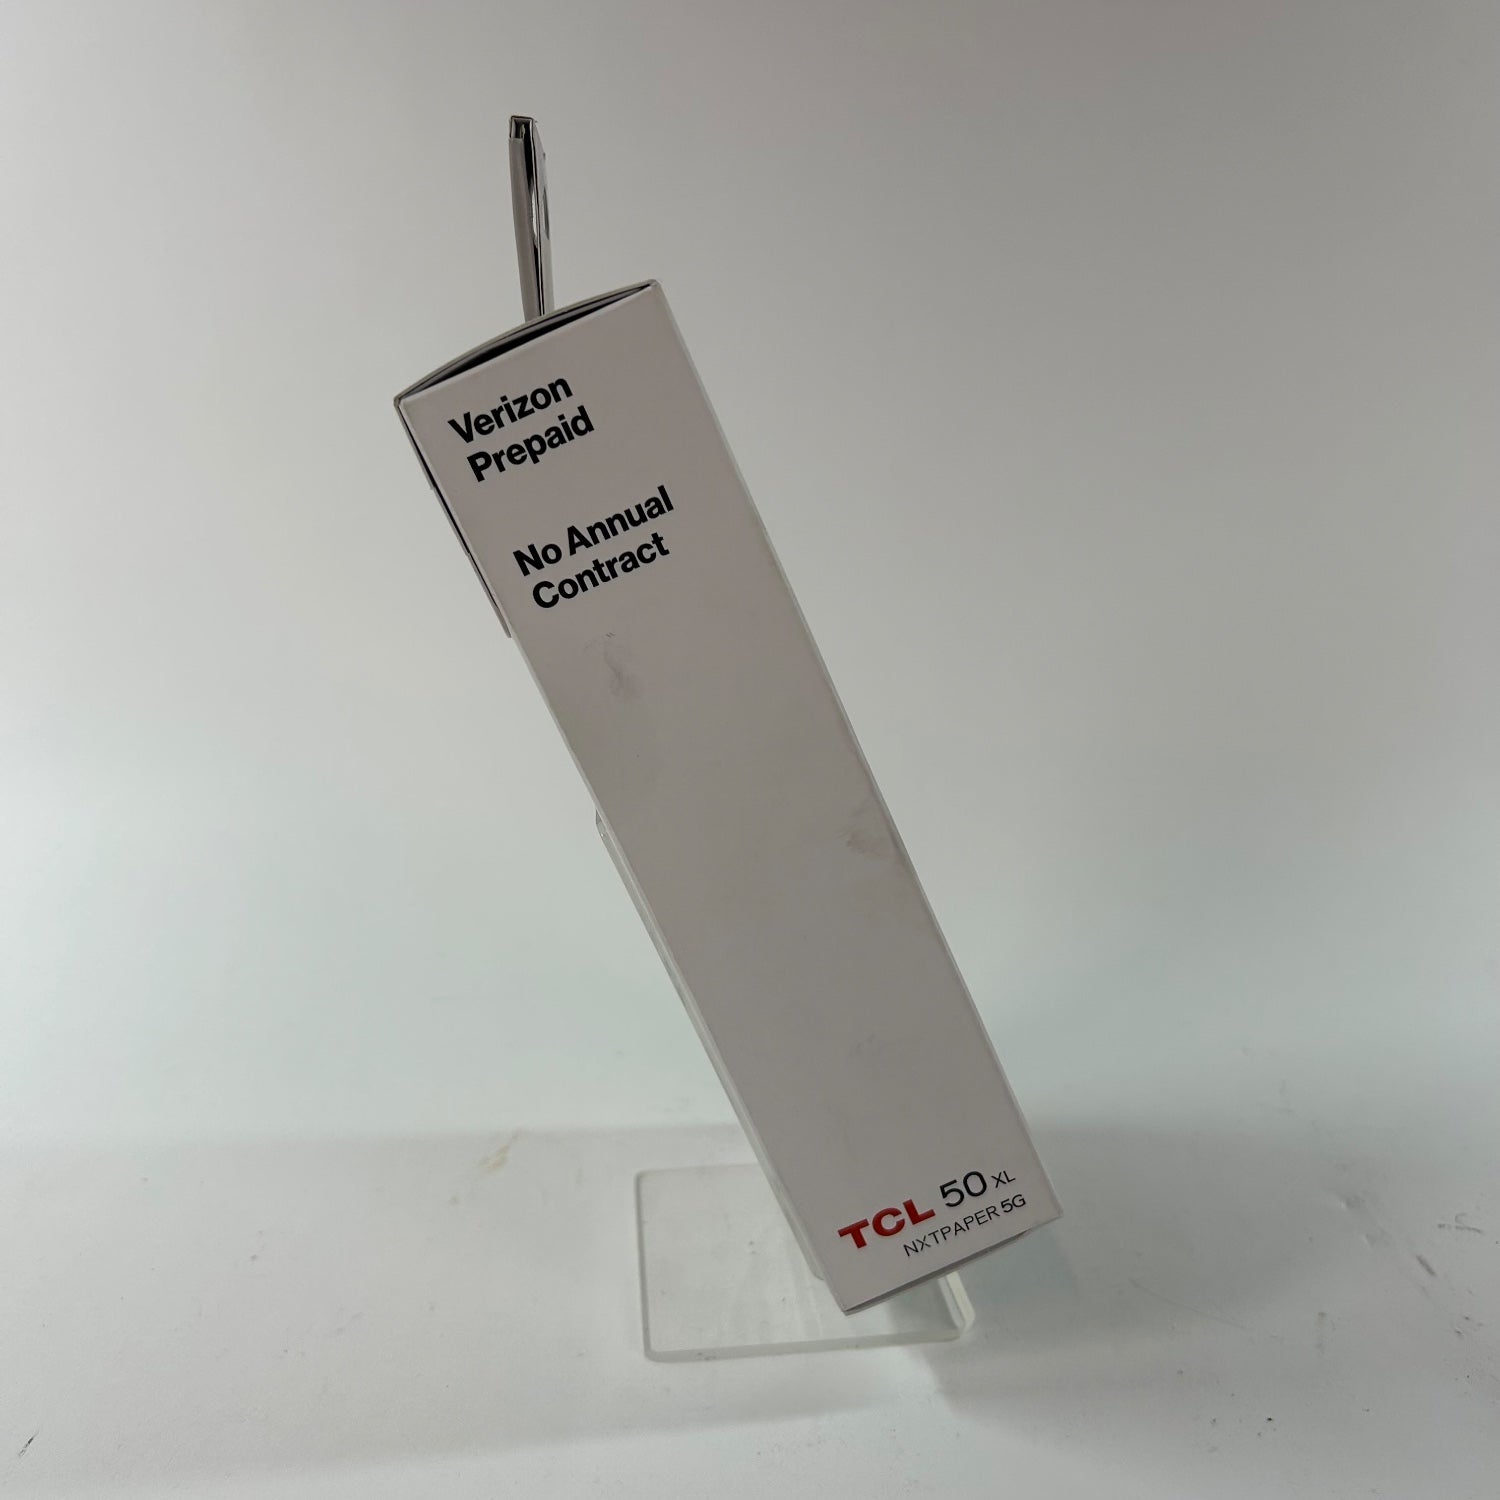 Verizon
Prepaid
No Annual
Contract
TCL 50 XL
NXTPAPER 5G